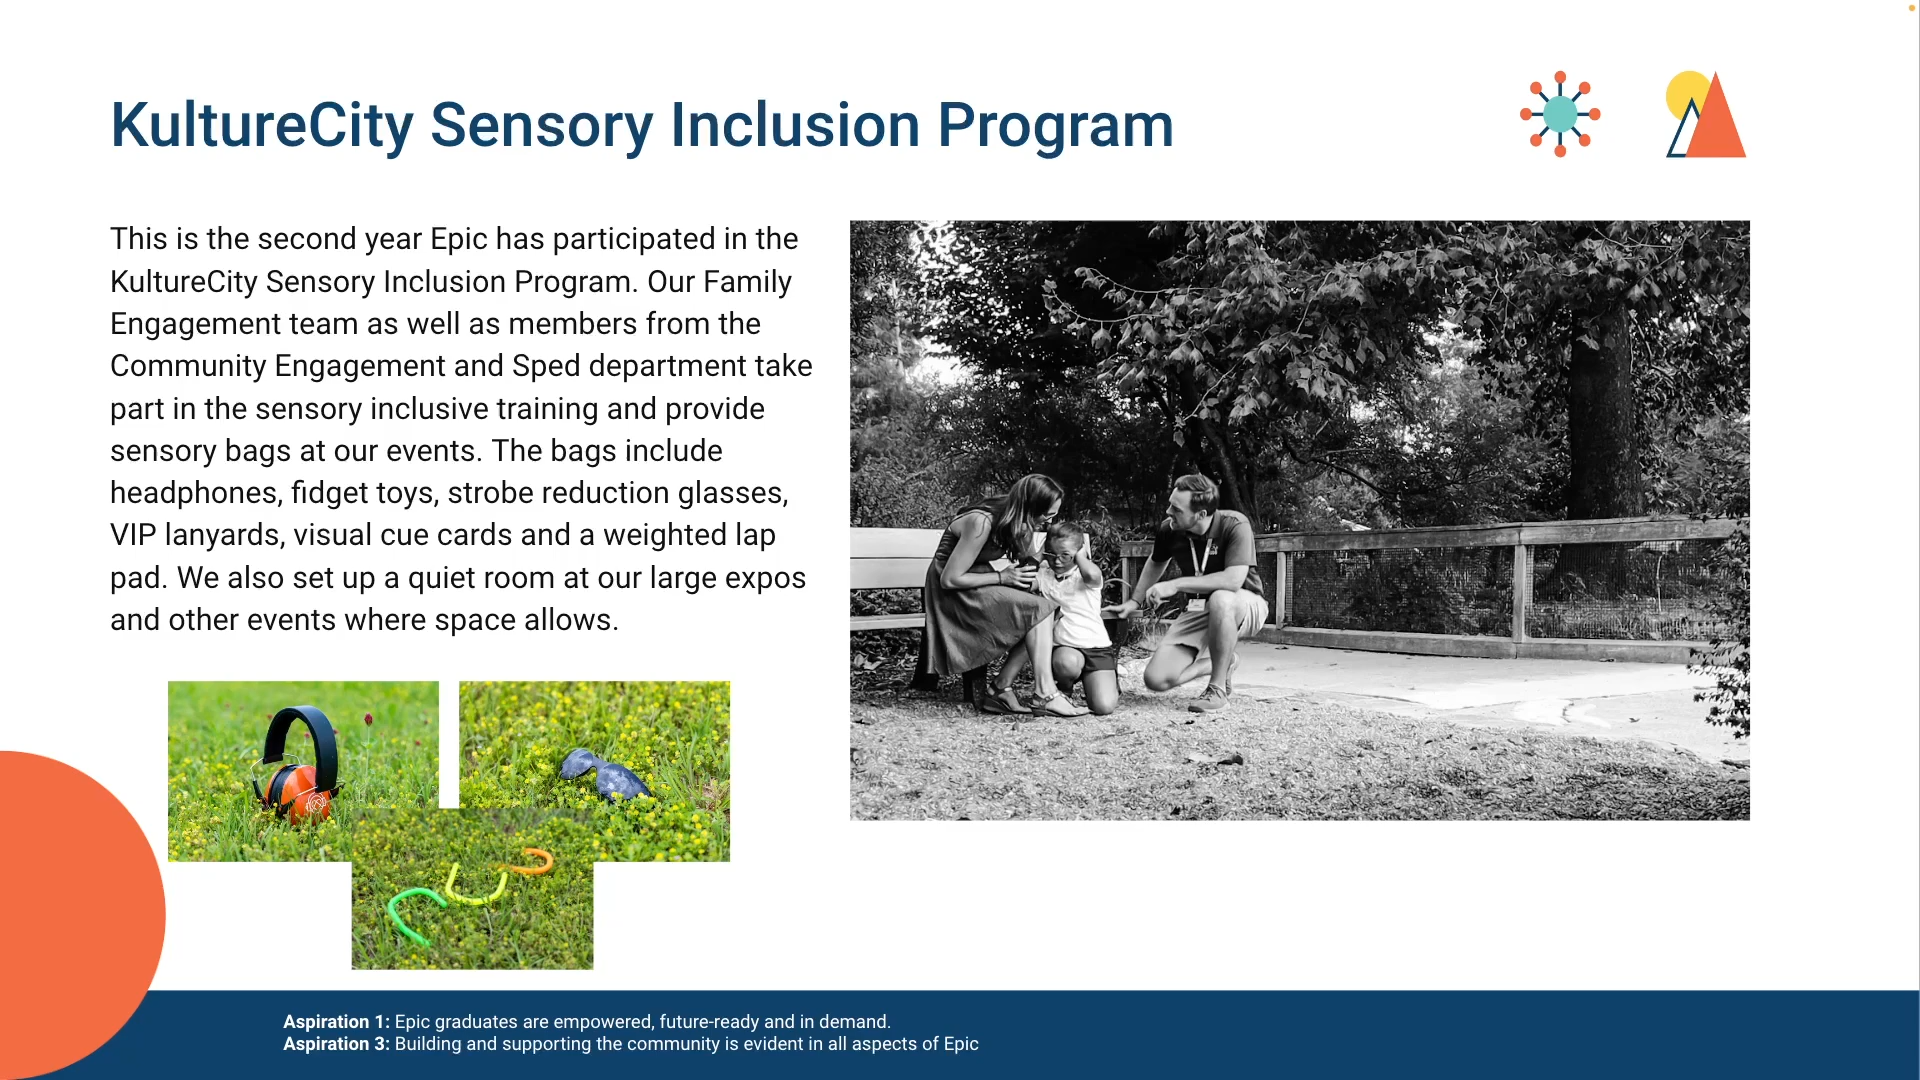 KultureCity Sensory Inclusion Program
This is the second year Epic has participated in the
KultureCity Sensory Inclusion Program. Our Family
Engagement team as well as members from the
Community Engagement and Sped department take
part in the sensory inclusive training and provide
sensory bags at our events. The bags include
headphones, fidget toys, strobe reduction glasses,
VIP lanyards, visual cue cards and a weighted lap
pad. We also set up a quiet room at our large expos
and other events where space allows.
Aspiration 1: Epic graduates are empowered, future-ready and in demand.
Aspiration 3: Building and supporting the community is evident in all aspects of Epic